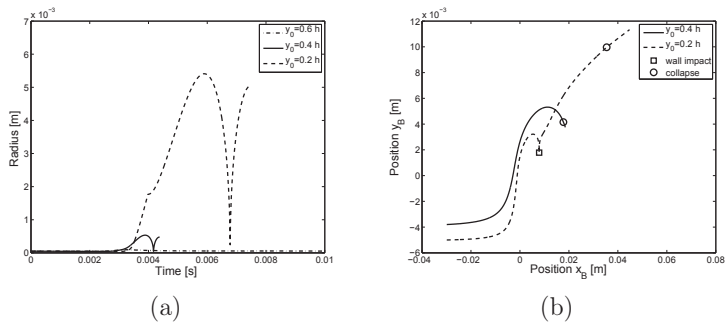 x 10⁻³
7
6
5
4
3
2
1
0
Radius [m]
0
0.002
0.004
0.006
0.008
0.01
Time [s]
y₀=0.6 h
y₀=0.4 h
y₀=0.2 h
(a)
x 10⁻³
12
10
8
6
4
2
0
−2
−4
−6
Position y_B [m]
−0.04
−0.02
0
0.02
0.04
0.06
Position x_B [m]
y₀=0.4 h
y₀=0.2 h
wall impact
collapse
(b)